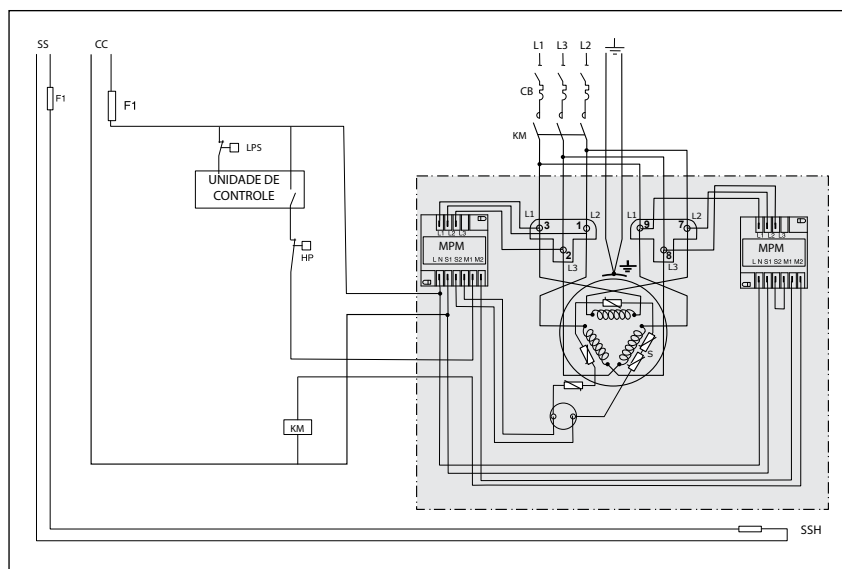 SS CC L1 L3 L2
F1 F1 CB
KM
LPS
UNIDADE DE
CONTROLE
HP
L1 3 1 L2 L1 9 7 L2
L1 L2 L3 L1 L2 L3
MPM MPM
2 8
L3 L3
L N S1 S2 M1 M2 L N S1 S2 M1 M2
S
KM
SSH